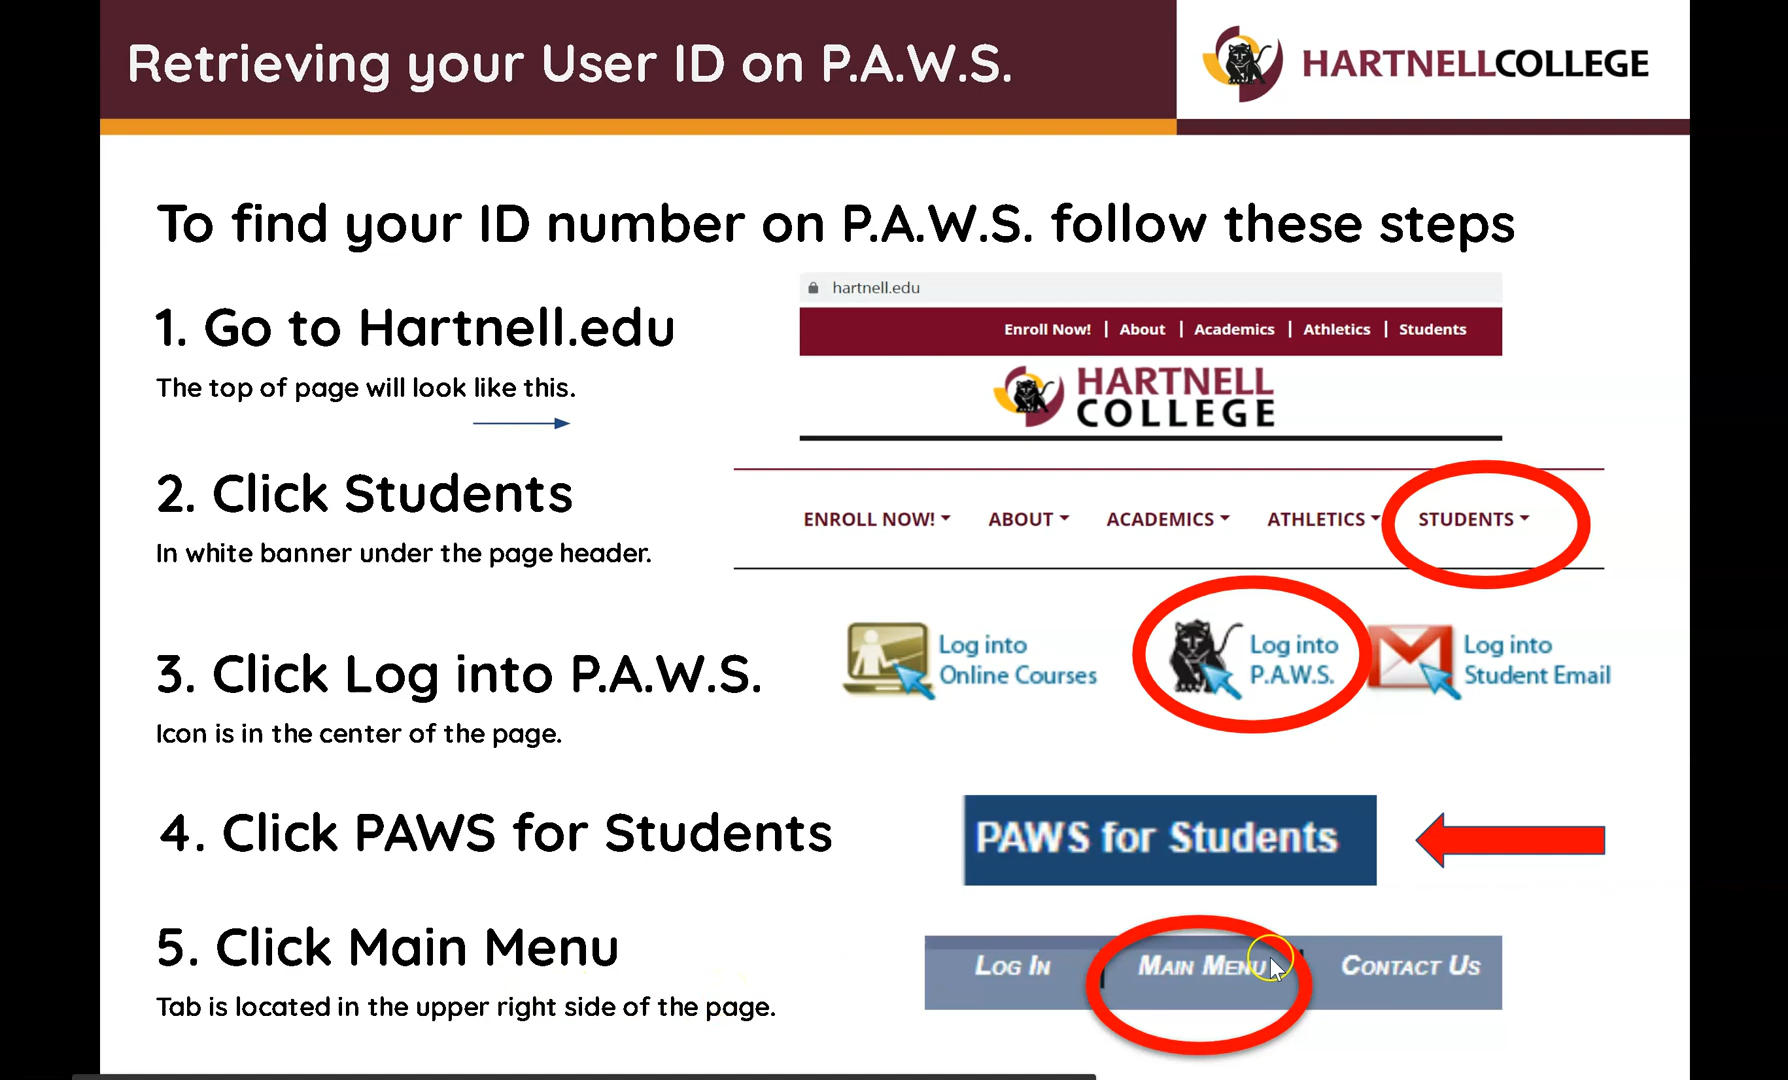 Retrieving your User ID on P.A.W.S.
HARTNELLCOLLEGE
To find your ID number on P.A.W.S. follow these steps
1. Go to Hartnell.edu
The top of page will look like this.
hartnell.edu
Enroll Now! | About | Academics | Athletics | Students
HARTNELL
COLLEGE
2. Click Students
In white banner under the page header.
ENROLL NOW! ABOUT ACADEMICS ATHLETICS STUDENTS
3. Click Log into P.A.W.S.
Icon is in the center of the page.
Log into
Online Courses
Log into
P.A.W.S.
Log into
Student Email
4. Click PAWS for Students
PAWS for Students
5. Click Main Menu
Tab is located in the upper right side of the page.
LOG IN MAIN MENU CONTACT US